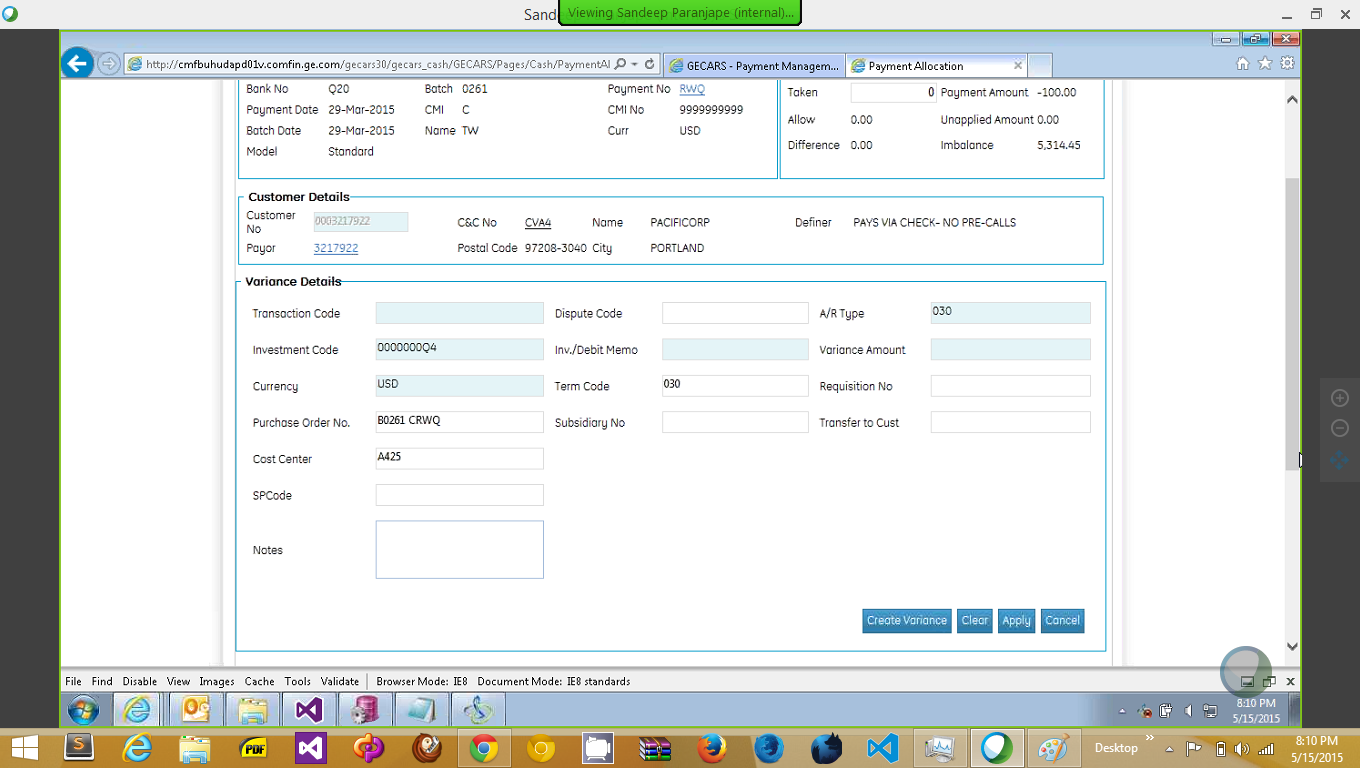 Sand
Viewing Sandeep Paranjape (internal)...
http://cmfbuhudapd01v.comfin.ge.com/gecars30/gecars_cash/GECARS/Pages/Cash/PaymentAl
GECARS - Payment Managem...
Payment Allocation
Bank No Q20 Batch 0261 Payment No RWQ
Taken 0 Payment Amount -100.00
Payment Date 29-Mar-2015 CMI C CMI No 9999999999
Allow 0.00 Unapplied Amount 0.00
Batch Date 29-Mar-2015 Name TW Curr USD
Difference 0.00 Imbalance 5,314.45
Model Standard
Customer Details
Customer No 0003217922 C&C No CVA4 Name PACIFICORP Definer PAYS VIA CHECK- NO PRE-CALLS
Payor 3217922 Postal Code 97208-3040 City PORTLAND
Variance Details
Transaction Code Dispute Code A/R Type 030
Investment Code 0000000Q4 Inv./Debit Memo Variance Amount
Currency USD Term Code 030 Requisition No
Purchase Order No. B0261 CRWQ Subsidiary No Transfer to Cust
Cost Center A425
SPCode
Notes
Create Variance Clear Apply Cancel
File Find Disable View Images Cache Tools Validate Browser Mode: IE8 Document Mode: IE8 standards
8:10 PM
5/15/2015
PDF
Desktop
8:10 PM
5/15/2015